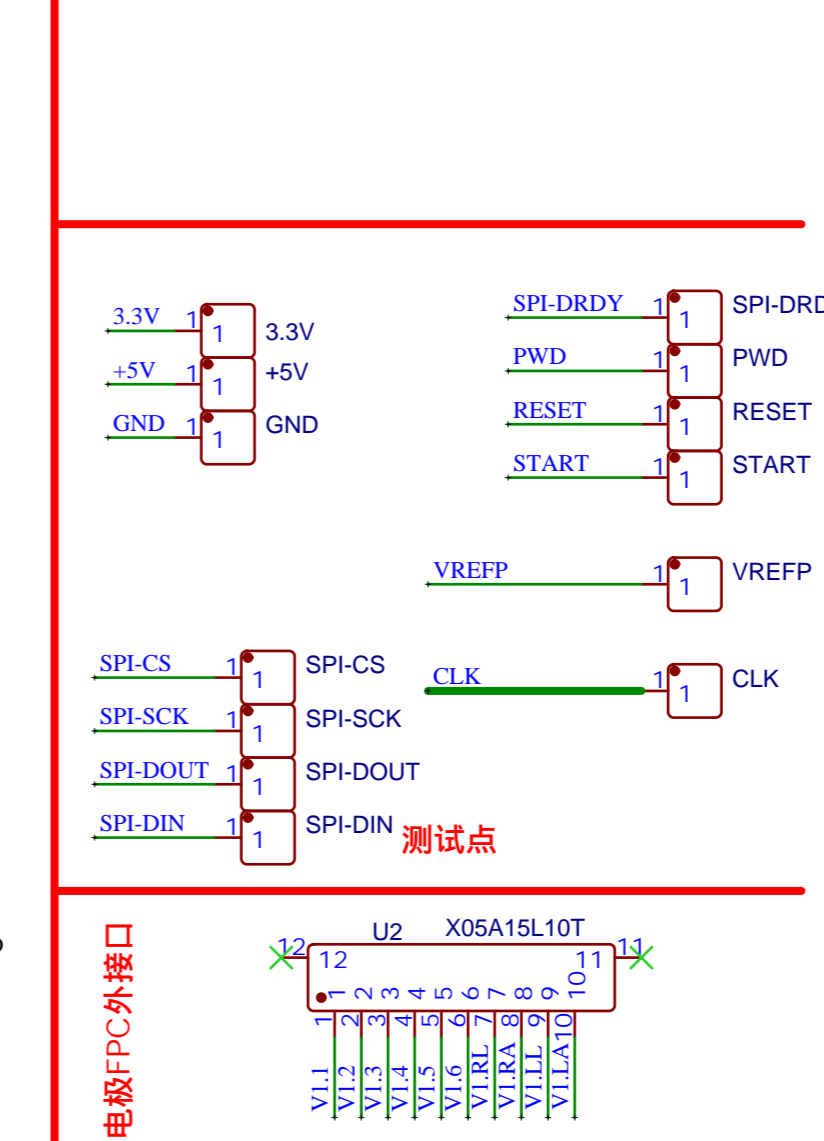 3.3V 1 1 3.3V
+5V 1 1 +5V
GND 1 1 GND
SPI-DRDY 1 1 SPI-DRD
PWD 1 1 PWD
RESET 1 1 RESET
START 1 1 START
VREFP 1 1 VREFP
CLK 1 1 CLK
SPI-CS 1 1 SPI-CS
SPI-SCK 1 1 SPI-SCK
SPI-DOUT 1 1 SPI-DOUT
SPI-DIN 1 1 SPI-DIN
测试点
电极FPC外接口
U2 X05A15L10T
12 12 11 11
1 2 3 4 5 6 7 8 9 10
1 2 3 4 5 6 7 8 9 10
V1.1
V1.2
V1.3
V1.4
V1.5
V1.6
V1.RL
V1.RA
V1.LL
V1.LA